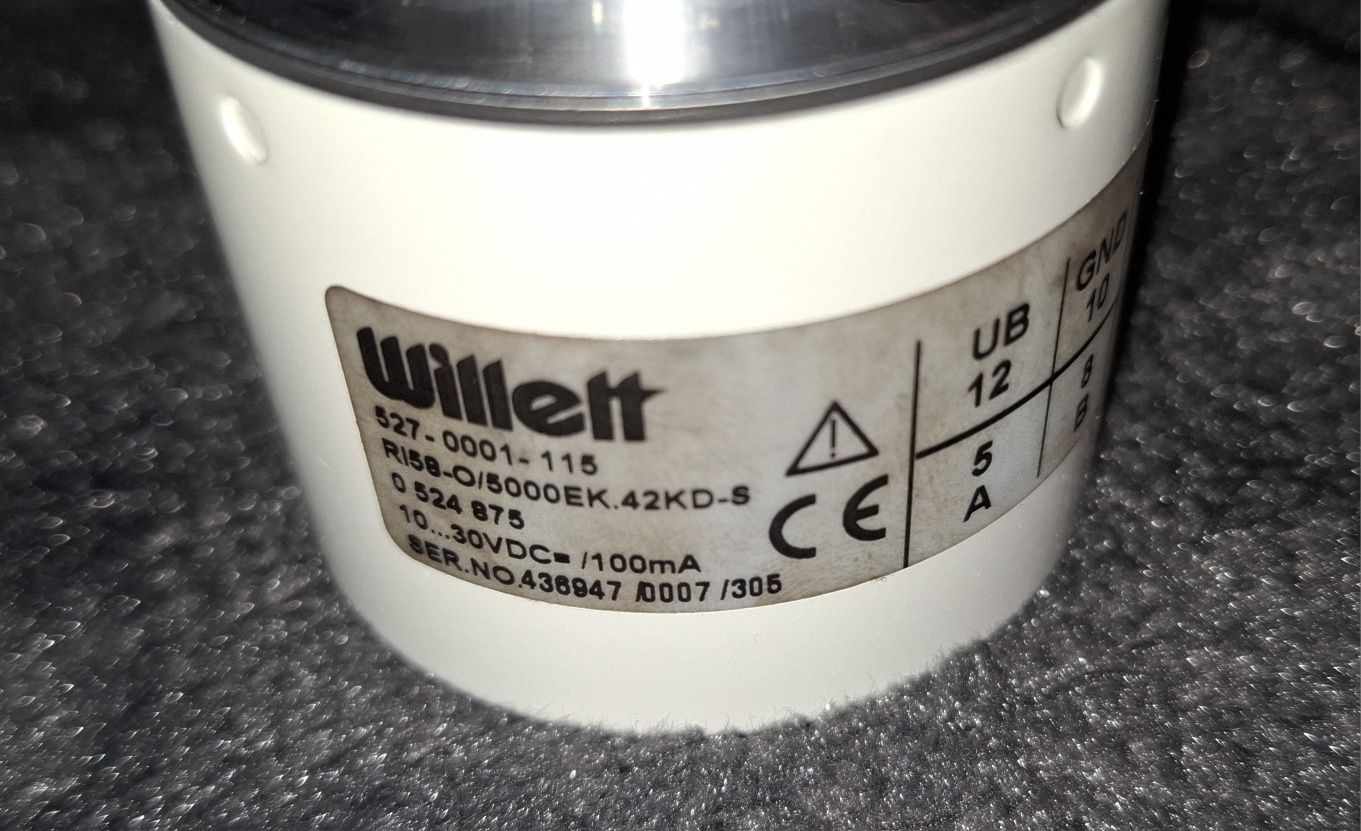 Willett
527-0001-115
RI58-O/5000EK.42KD-S
0 524 875
10...30VDC= /100mA
SER.NO.436947 /0007 /305
CE
UB
12
5
A
GND
10
8
B